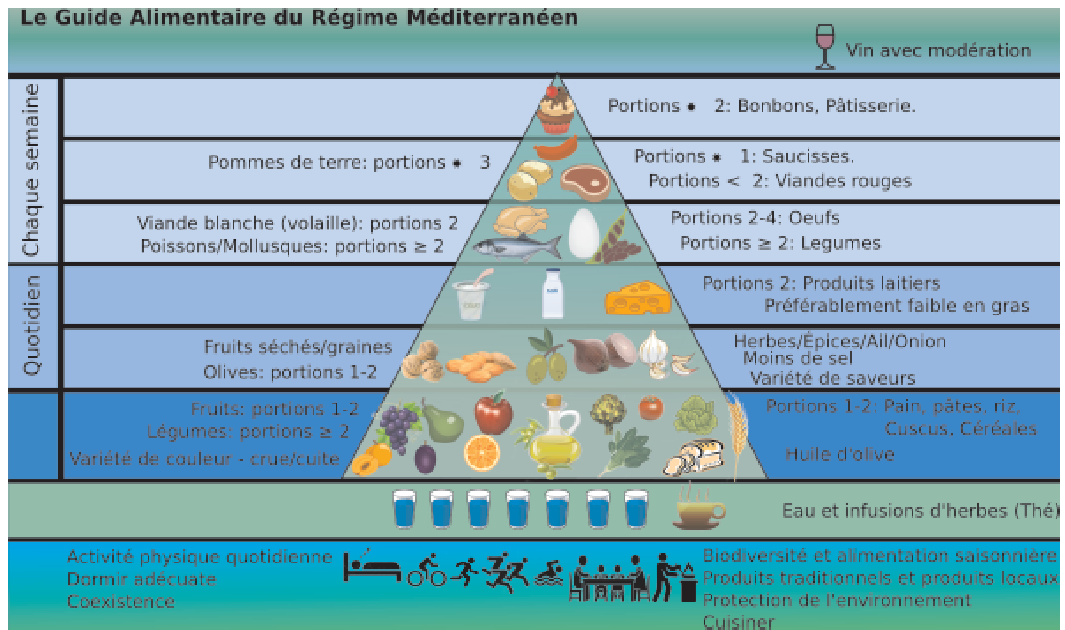 Le Guide Alimentaire du Régime Méditerranéen
Vin avec modération
Chaque semaine
Portions • 2: Bonbons, Pâtisserie.
Pommes de terre: portions • 3
Portions • 1: Saucisses.
Portions < 2: Viandes rouges
Viande blanche (volaille): portions 2
Poissons/Mollusques: portions ≥ 2
Portions 2-4: Oeufs
Portions ≥ 2: Legumes
Quotidien
Portions 2: Produits laitiers
Préférablement faible en gras
Fruits séchés/graines
Olives: portions 1-2
Herbes/Épices/Ail/Onion
Moins de sel
Variété de saveurs
Fruits: portions 1-2
Légumes: portions ≥ 2
Variété de couleur - crue/cuite
Portions 1-2: Pain, pâtes, riz,
Cuscus, Céréales
Huile d'olive
Eau et infusions d'herbes (Thé)
Activité physique quotidienne
Dormir adécuate
Coexistence
Biodiversité et alimentation saisonnière
Produits traditionnels et produits locaux
Protection de l'environnement
Cuisiner